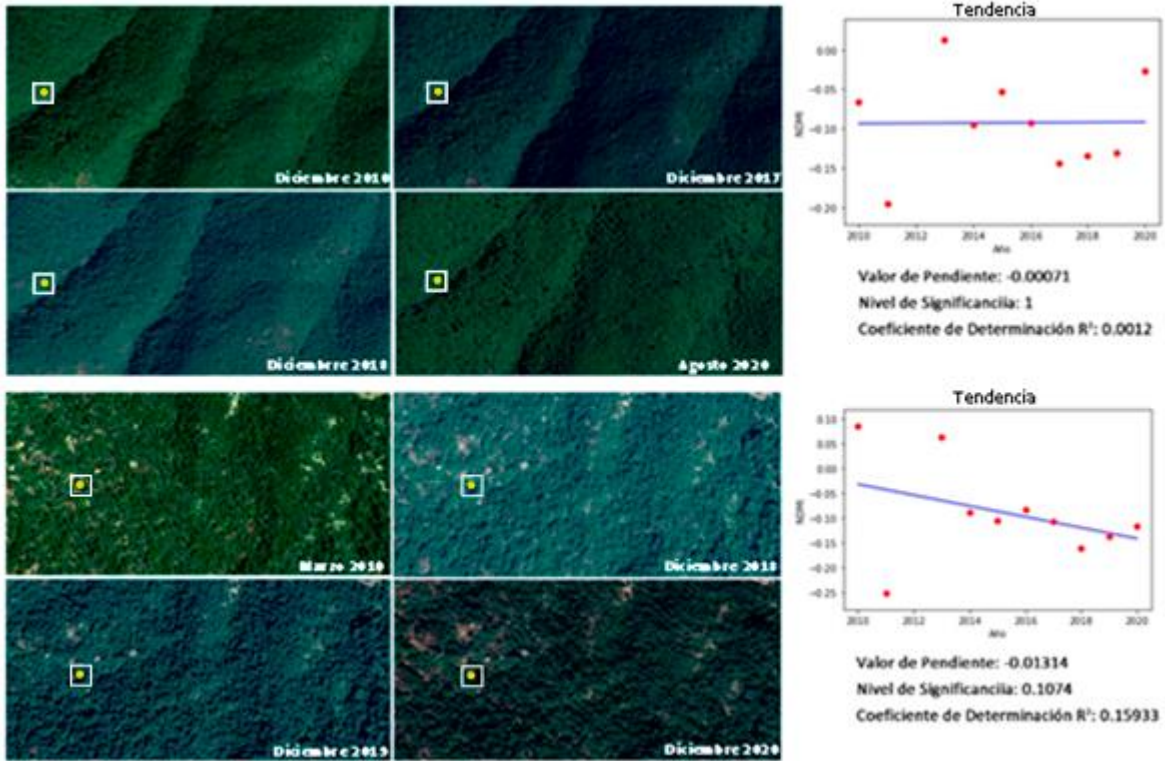 Diciembre 2010
Diciembre 2017
Diciembre 2018
Agosto 2020
Tendencia
0.00
−0.05
−0.10
−0.15
−0.20
2010 2012 2014 2016 2018 2020
Año
Valor de Pendiente: -0.00071
Nivel de Significanciia: 1
Coeficiente de Determinación R²: 0.0012
Marzo 2010
Diciembre 2018
Diciembre 2019
Diciembre 2020
Tendencia
0.10
0.05
0.00
−0.05
−0.10
−0.15
−0.20
−0.25
2010 2012 2014 2016 2018 2020
Año
Valor de Pendiente: -0.01314
Nivel de Significanciia: 0.1074
Coeficiente de Determinación R²: 0.15933